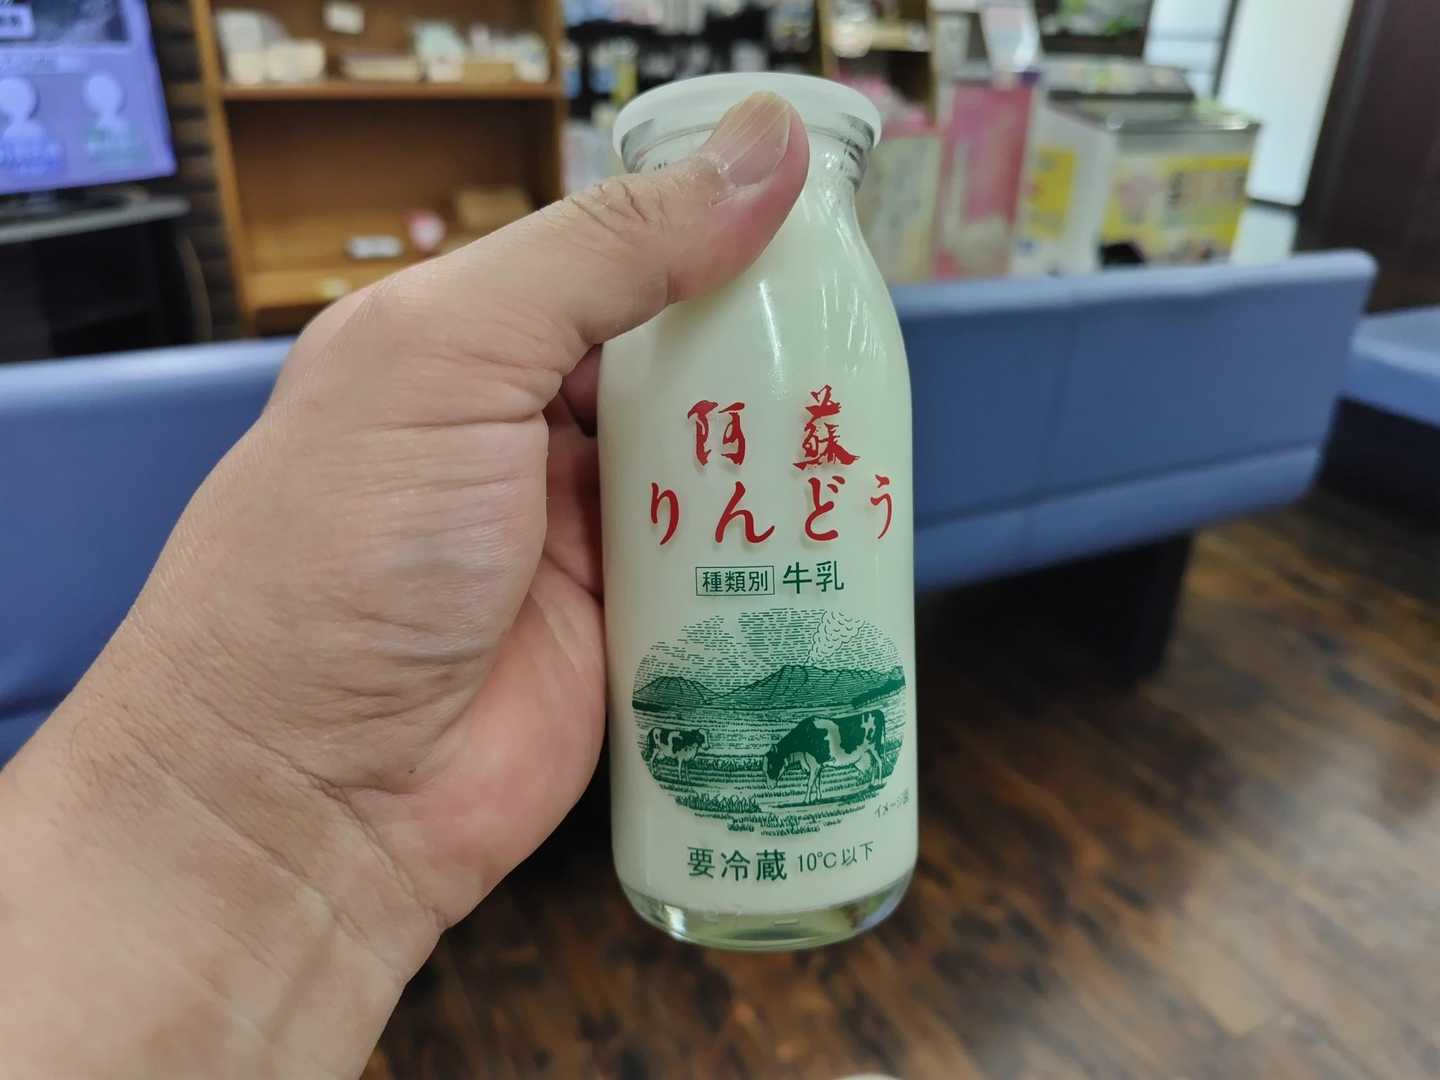 阿蘇
りんどう
種類別 牛乳
イメージ図
要冷蔵 10℃以下